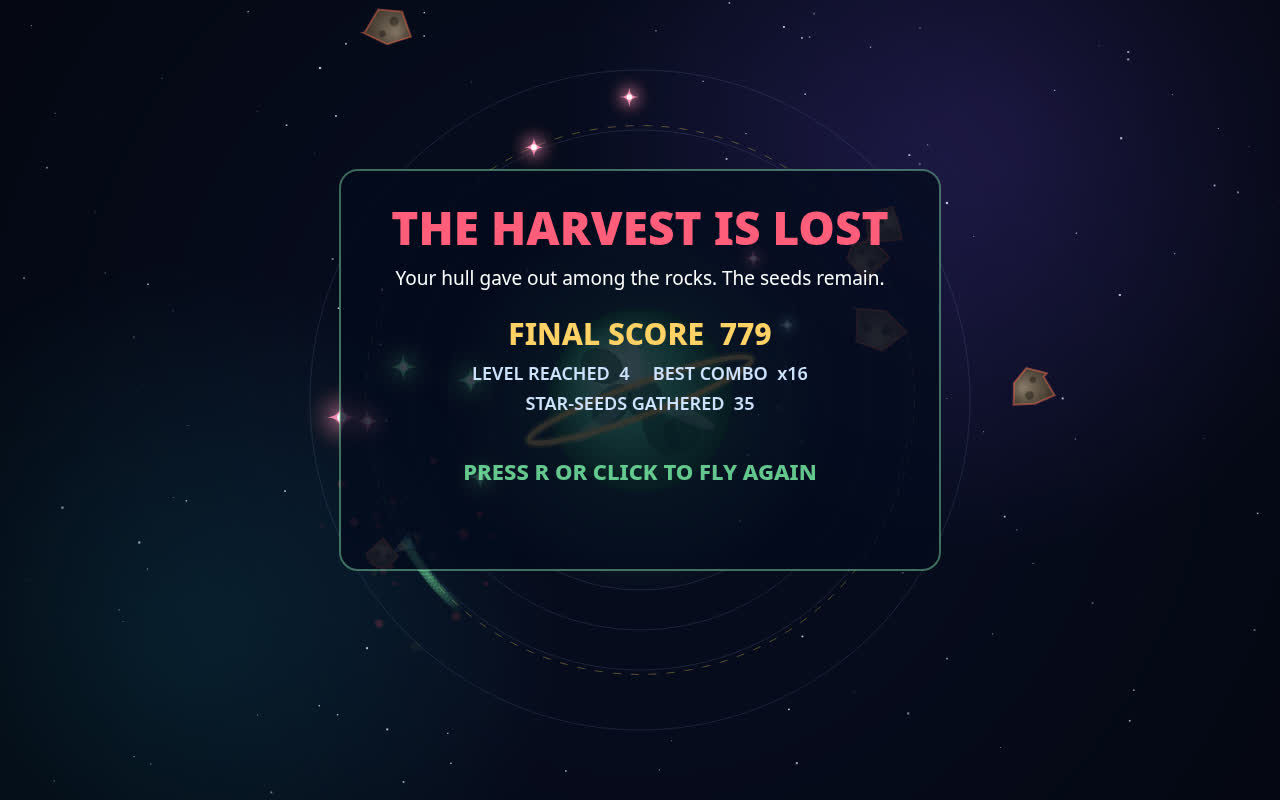 THE HARVEST IS LOST
Your hull gave out among the rocks. The seeds remain.
FINAL SCORE 779
LEVEL REACHED 4 BEST COMBO x16
STAR-SEEDS GATHERED 35
PRESS R OR CLICK TO FLY AGAIN